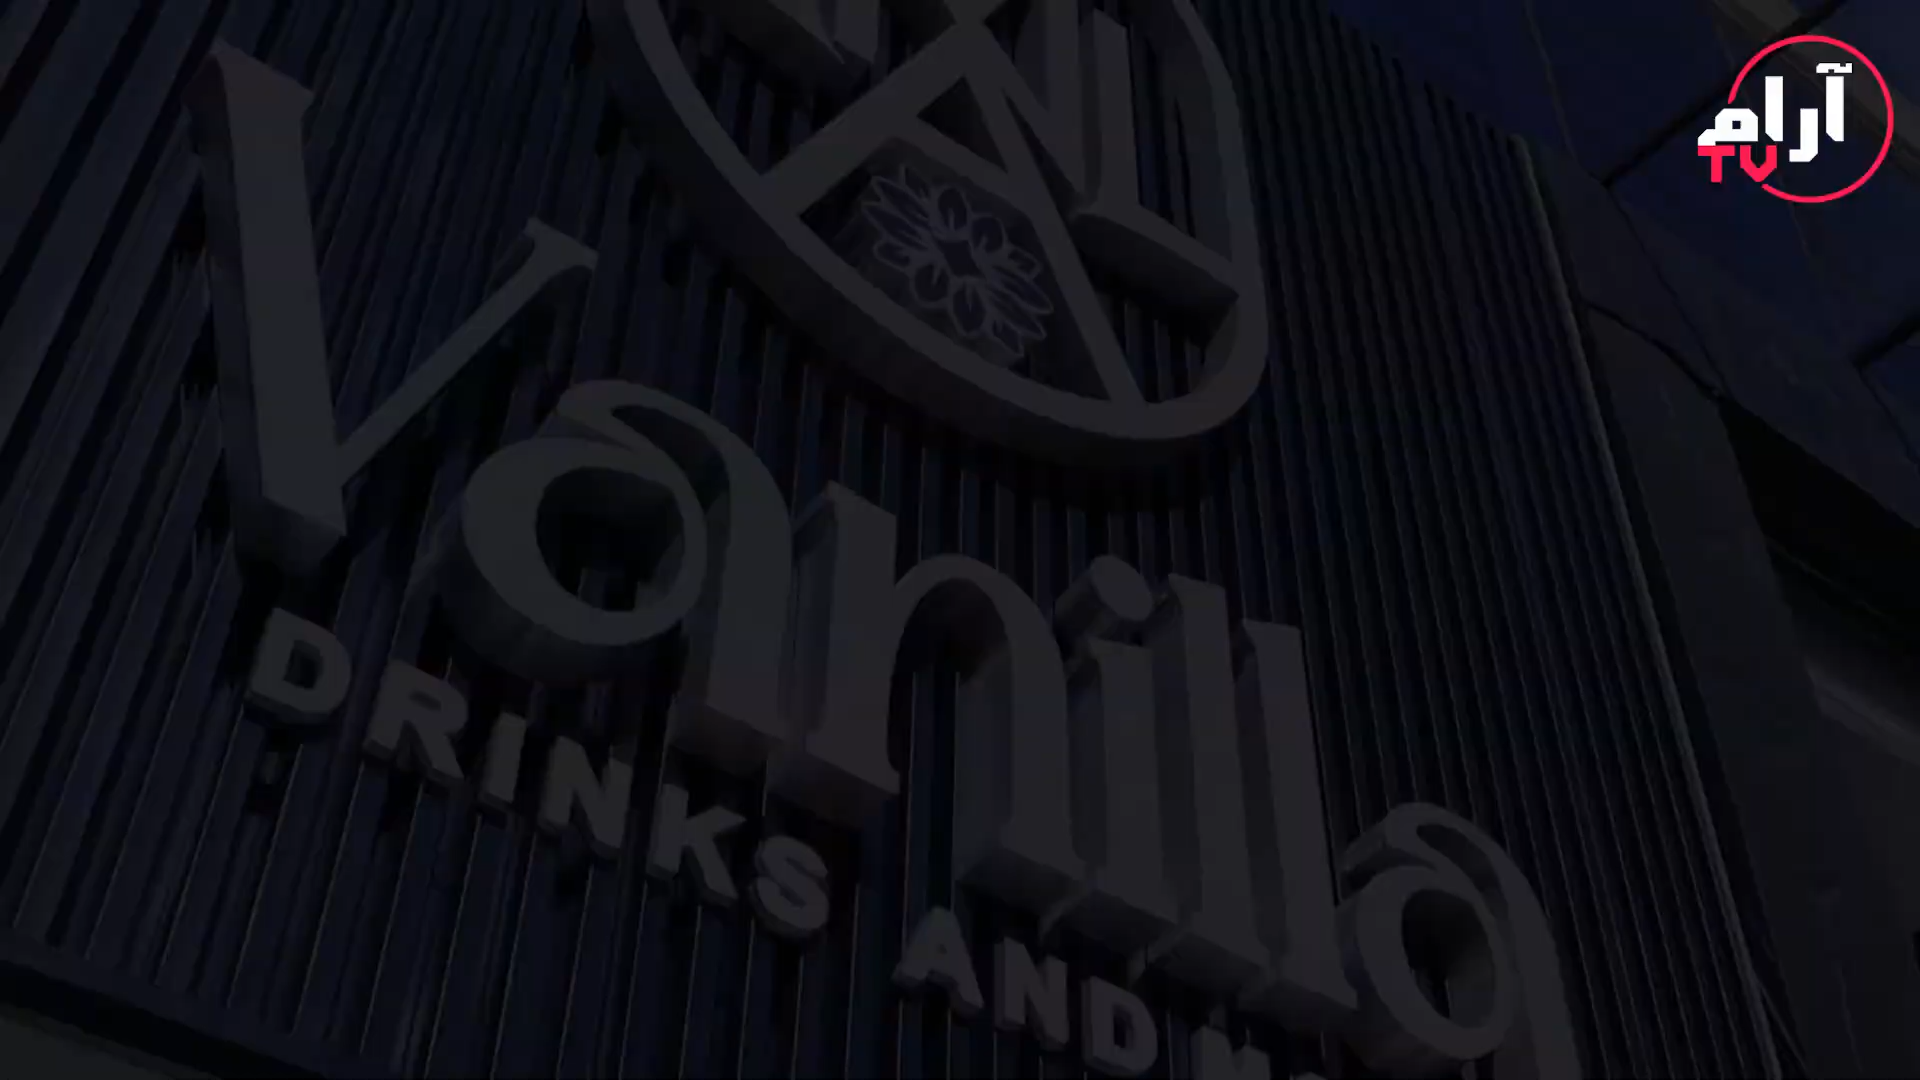 آرام
TV
Vanilla
DRINKS AND